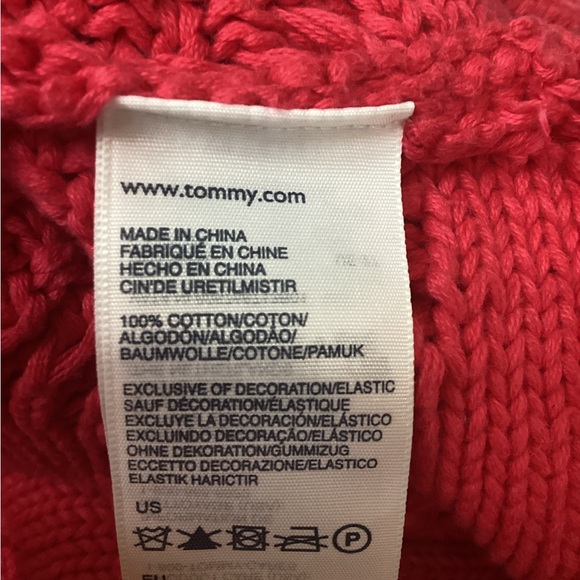 www.tommy.com
MADE IN CHINA
FABRIQUÉ EN CHINE
HECHO EN CHINA
CIN'DE URETILMISTIR
100% COTTON/COTON/
ALGODÓN/ALGODÃO/
BAUMWOLLE/COTONE/PAMUK
EXCLUSIVE OF DECORATION/ELASTIC
SAUF DÉCORATION/ÉLASTIQUE
EXCLUYE LA DECORACIÓN/ELÁSTICO
EXCLUINDO DECORAÇÃO/ELÁSTICO
OHNE DEKORATION/GUMMIZUG
ECCETTO DECORAZIONE/ELASTICO
ELASTIK HARICTIR
US
P
EU